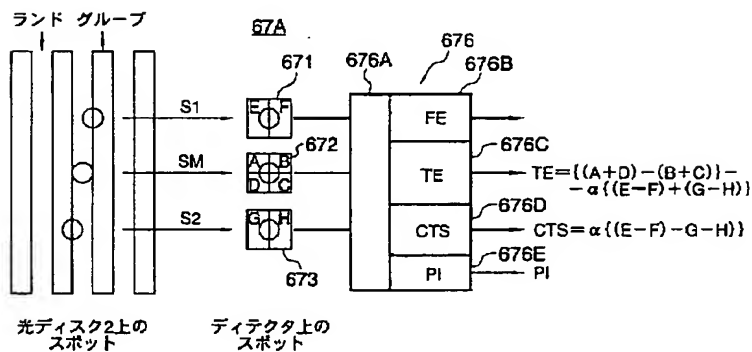 ランド グルーブ
67A
676
671
676A
676B
S1
E F
FE
676C
672
SM
A B
D C
TE
TE={(A+D)-(B+C)}-
-α{(E-F)+(G-H)}
676D
S2
G H
CTS
CTS=α{(E-F)-G-H)}
676E
673
PI
PI
光ディスク2上の
スポット
ディテクタ上の
スポット